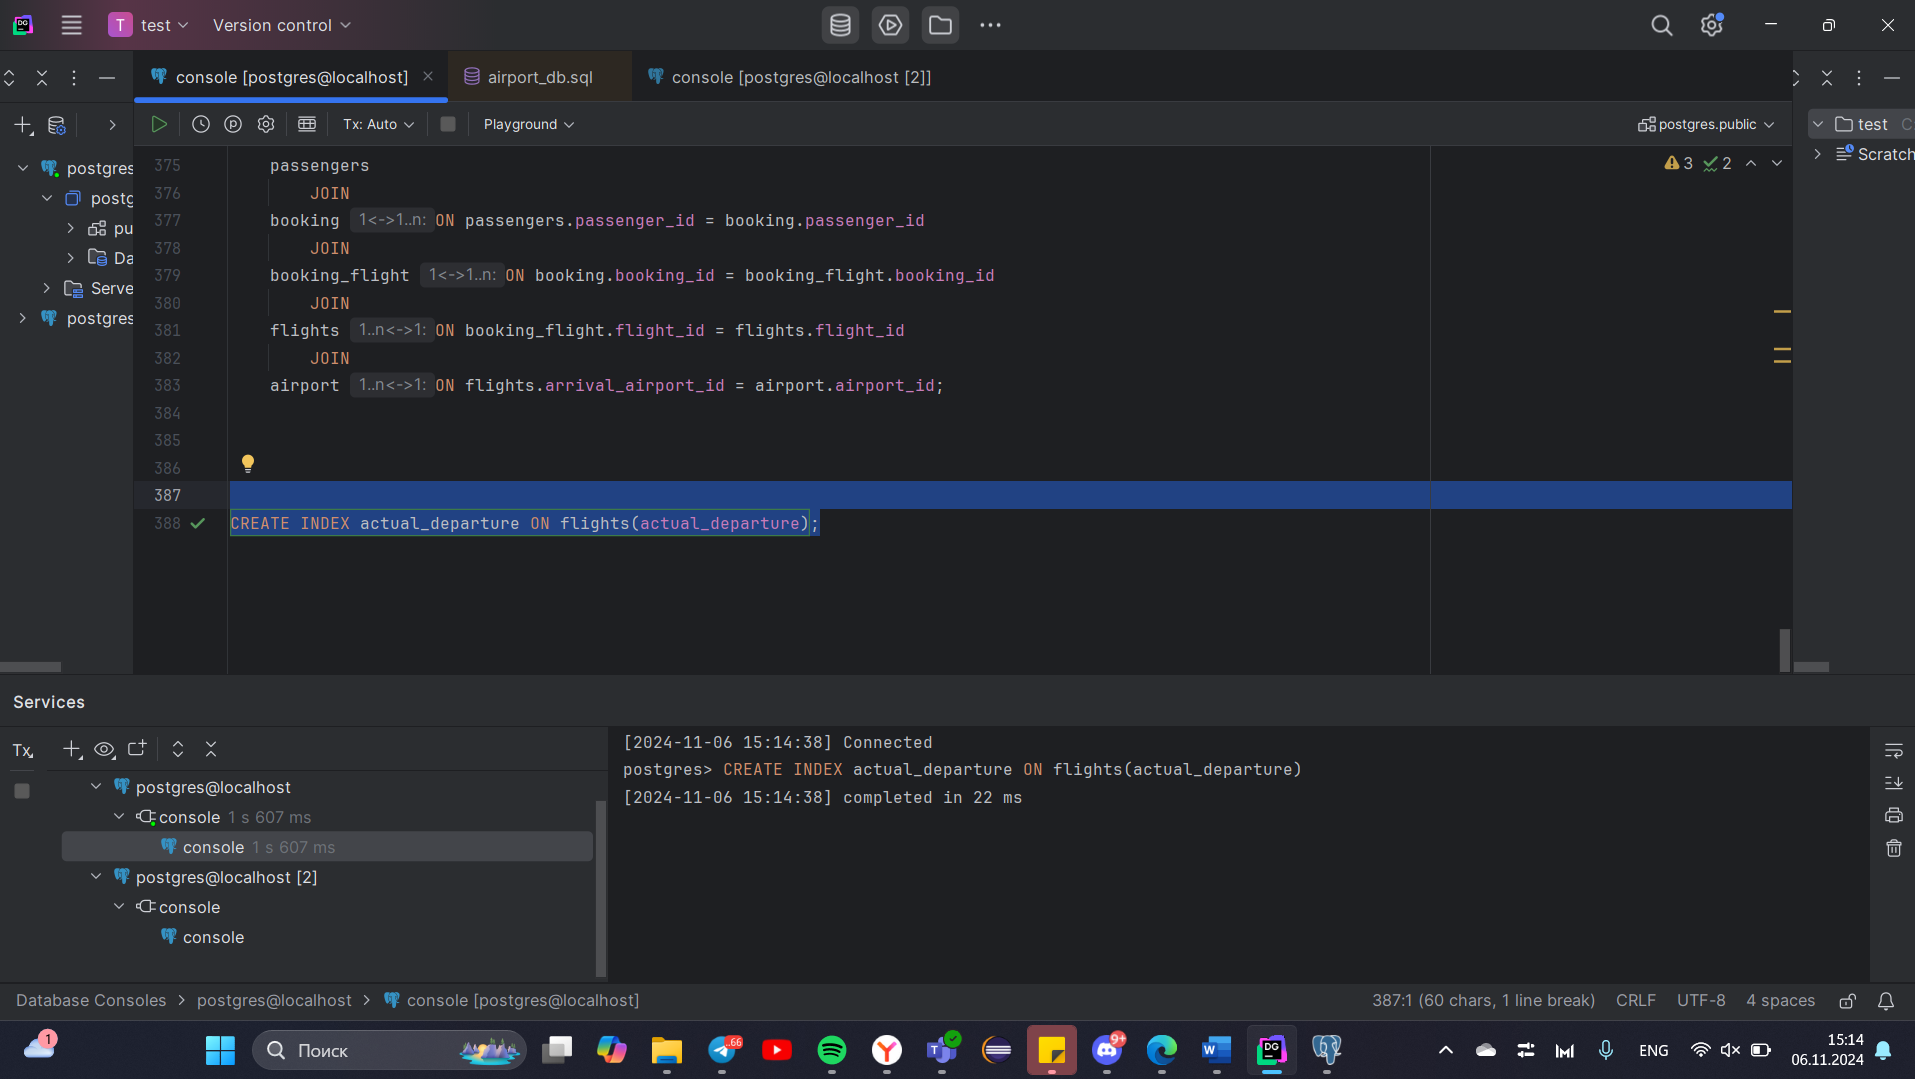 T test Version control
console [postgres@localhost] airport_db.sql console [postgres@localhost [2]]
Tx: Auto Playground postgres.public
test C:
Scratch
postgres
postg
pu
Da
Serve
postgres
3 2
375 passengers
376 JOIN
377 booking 1<->1..n: ON passengers.passenger_id = booking.passenger_id
378 JOIN
379 booking_flight 1<->1..n: ON booking.booking_id = booking_flight.booking_id
380 JOIN
381 flights 1..n<->1: ON booking_flight.flight_id = flights.flight_id
382 JOIN
383 airport 1..n<->1: ON flights.arrival_airport_id = airport.airport_id;
384
385
386
387
388 CREATE INDEX actual_departure ON flights(actual_departure);
Services
Tx
postgres@localhost
console 1 s 607 ms
console 1 s 607 ms
postgres@localhost [2]
console
console
[2024-11-06 15:14:38] Connected
postgres> CREATE INDEX actual_departure ON flights(actual_departure)
[2024-11-06 15:14:38] completed in 22 ms
Database Consoles > postgres@localhost > console [postgres@localhost]
387:1 (60 chars, 1 line break) CRLF UTF-8 4 spaces
1
Поиск
66
9+
ENG
15:14
06.11.2024